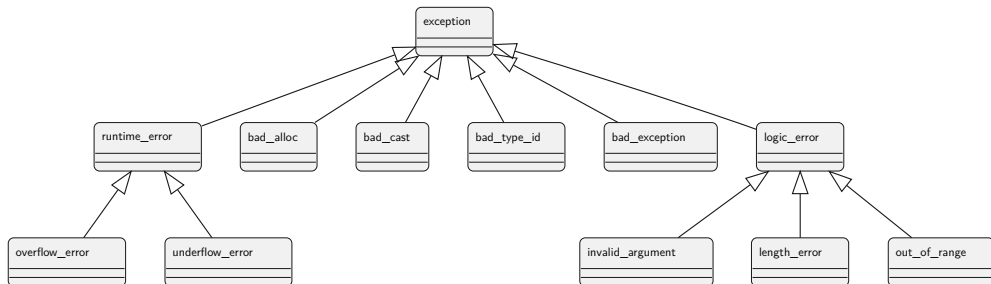 exception
runtime_error
bad_alloc
bad_cast
bad_type_id
bad_exception
logic_error
overflow_error
underflow_error
invalid_argument
length_error
out_of_range